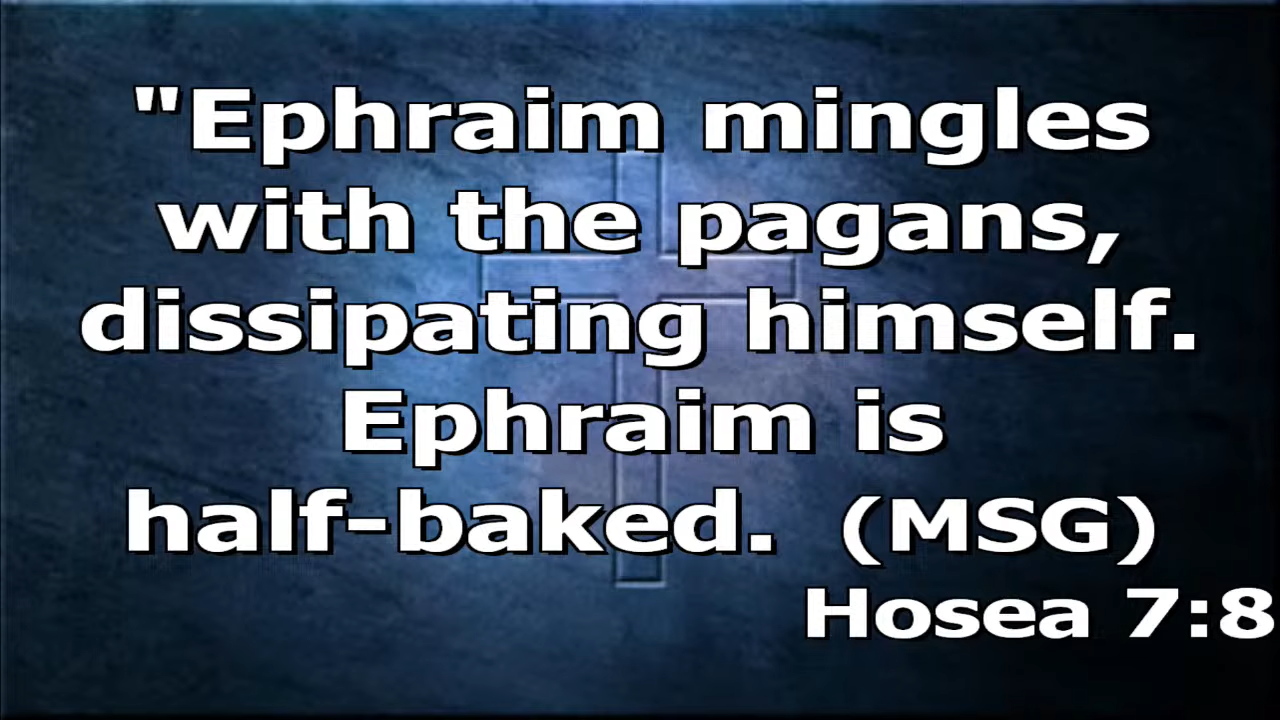 "Ephraim mingles
with the pagans,
dissipating himself.
Ephraim is
half-baked.  (MSG)
Hosea 7:8